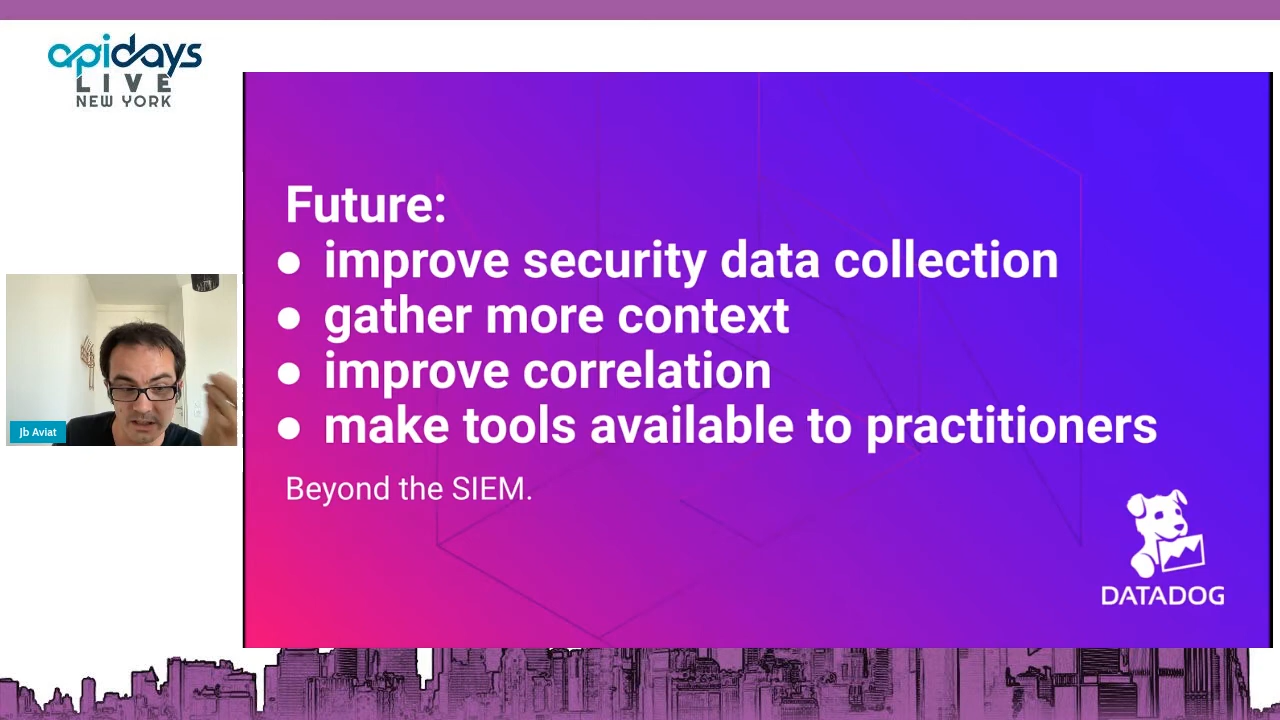 apidays
LIVE
NEW YORK
Future:
● improve security data collection
● gather more context
● improve correlation
● make tools available to practitioners
Beyond the SIEM.
Jb Aviat
DATADOG